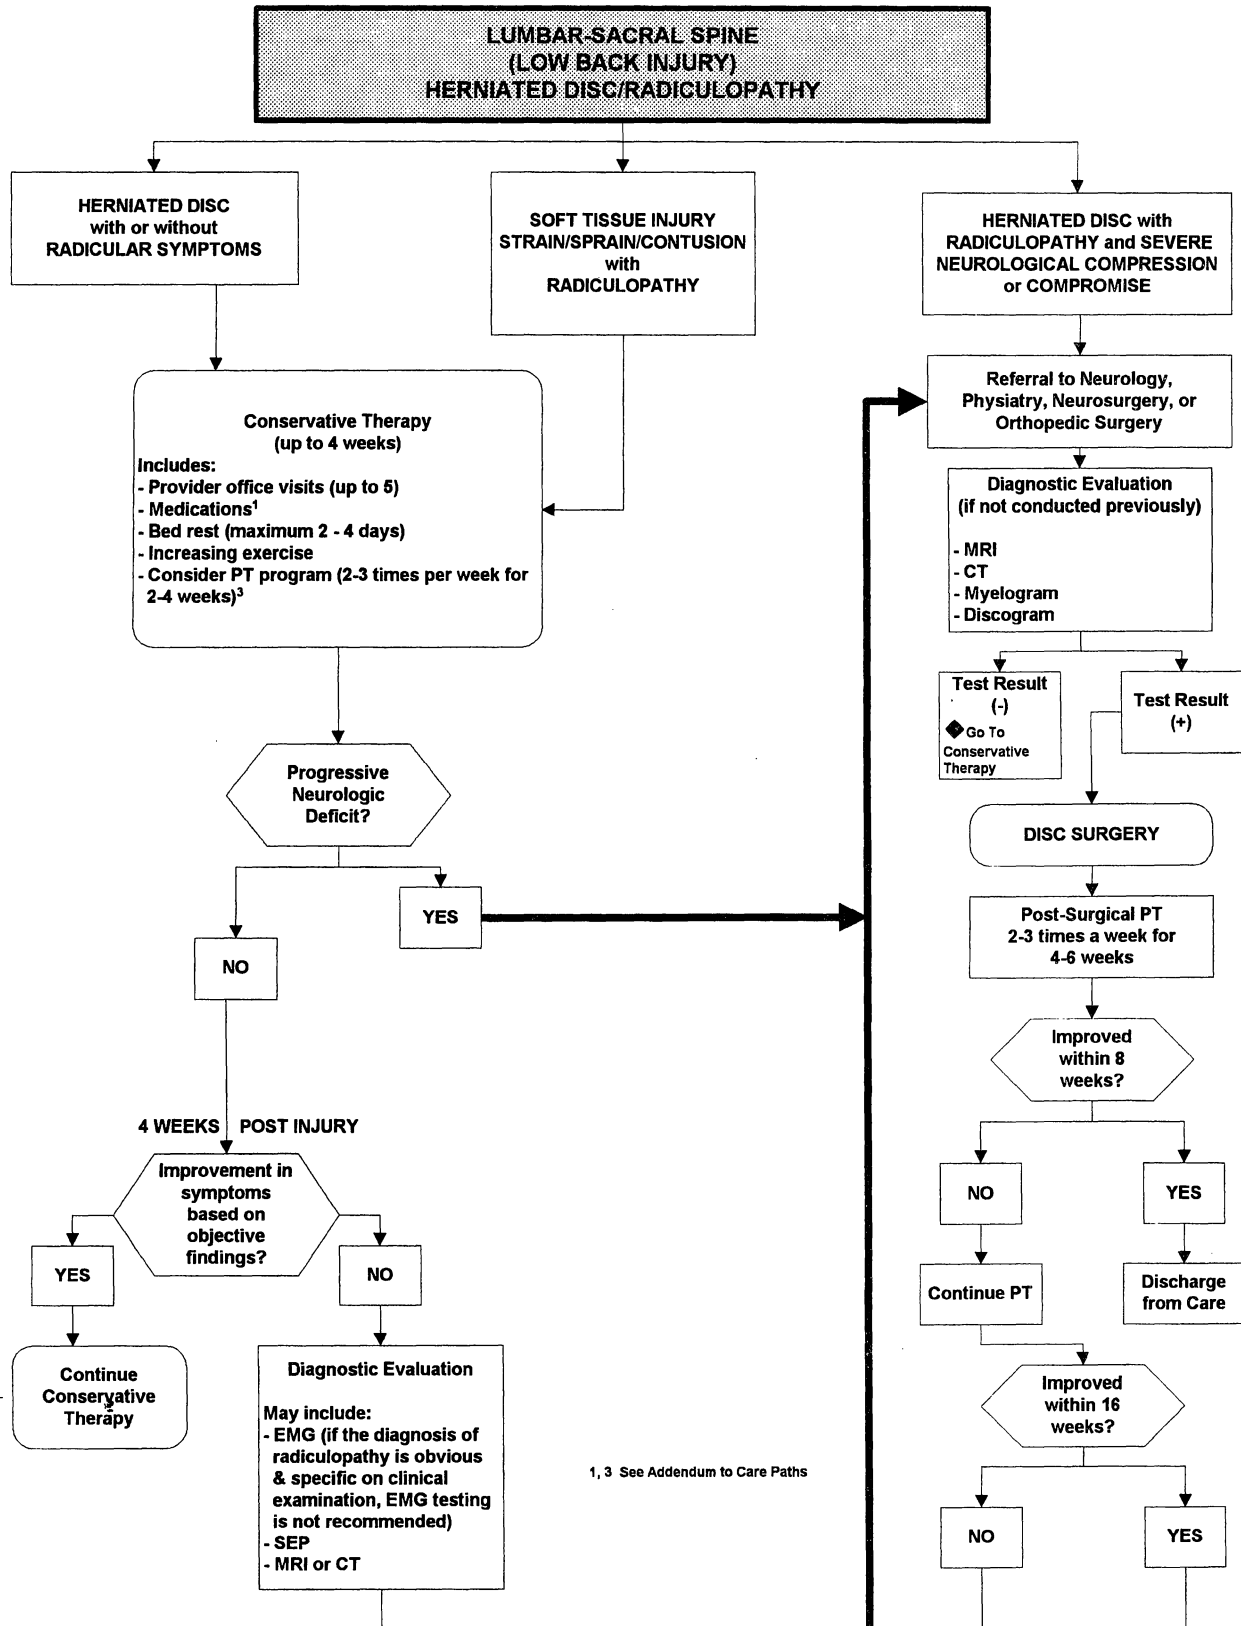 LUMBAR-SACRAL SPINE
(LOW BACK INJURY)
HERNIATED DISC/RADICULOPATHY
HERNIATED DISC
with or without
RADICULAR SYMPTOMS
SOFT TISSUE INJURY
STRAIN/SPRAIN/CONTUSION
with
RADICULOPATHY
HERNIATED DISC with
RADICULOPATHY and SEVERE
NEUROLOGICAL COMPRESSION
or COMPROMISE
Conservative Therapy
(up to 4 weeks)
Includes:
- Provider office visits (up to 5)
- Medications¹
- Bed rest (maximum 2 - 4 days)
- Increasing exercise
- Consider PT program (2-3 times per week for
2-4 weeks)³
Referral to Neurology,
Physiatry, Neurosurgery, or
Orthopedic Surgery
Diagnostic Evaluation
(if not conducted previously)
- MRI
- CT
- Myelogram
- Discogram
Test Result
(-)
Go To
Conservative
Therapy
Test Result
(+)
Progressive
Neurologic
Deficit?
DISC SURGERY
YES
NO
Post-Surgical PT
2-3 times a week for
4-6 weeks
Improved
within 8
weeks?
4 WEEKS POST INJURY
Improvement in
symptoms
based on
objective
findings?
NO
YES
YES
NO
Continue PT
Discharge
from Care
Continue
Conservative
Therapy
Diagnostic Evaluation
May include:
- EMG (if the diagnosis of
radiculopathy is obvious
& specific on clinical
examination, EMG testing
is not recommended)
- SEP
- MRI or CT
Improved
within 16
weeks?
1, 3 See Addendum to Care Paths
NO
YES